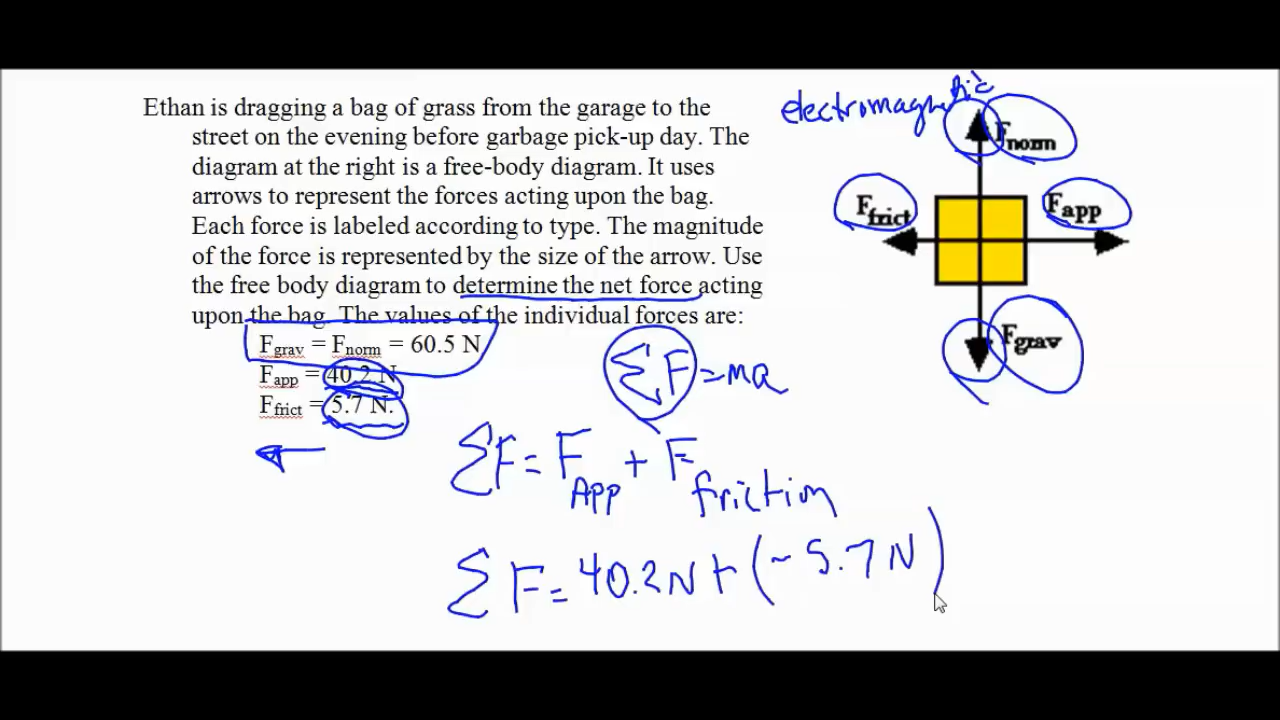 Ethan is dragging a bag of grass from the garage to the
street on the evening before garbage pick-up day. The
diagram at the right is a free-body diagram. It uses
arrows to represent the forces acting upon the bag.
Each force is labeled according to type. The magnitude
of the force is represented by the size of the arrow. Use
the free body diagram to determine the net force acting
upon the bag. The values of the individual forces are:
Fgrav = Fnorm = 60.5 N
Fapp = 40.2 N
Ffrict = 5.7 N.
electromagnetic
Fnorm
Ffrict
Fapp
Fgrav
ΣF = ma
ΣF = FAPP + Ffriction
ΣF = 40.2N + (-5.7N)